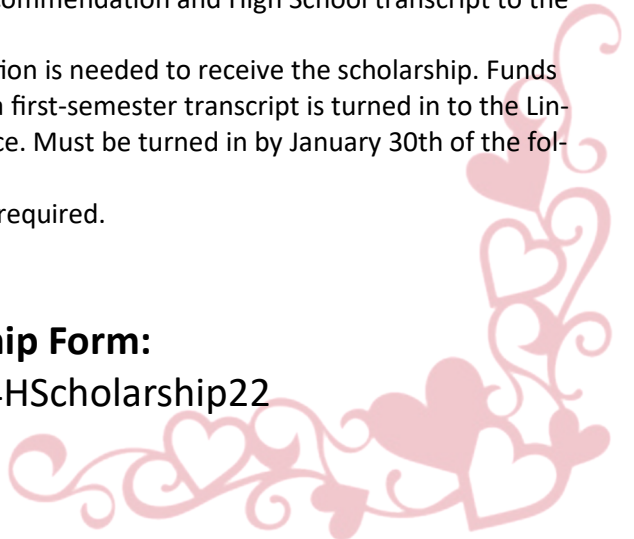 commendation and High School transcript to the
tion is needed to receive the scholarship. Funds
first-semester transcript is turned in to the Lin-
ce. Must be turned in by January 30th of the fol-
required.
ip Form:
HScholarship22